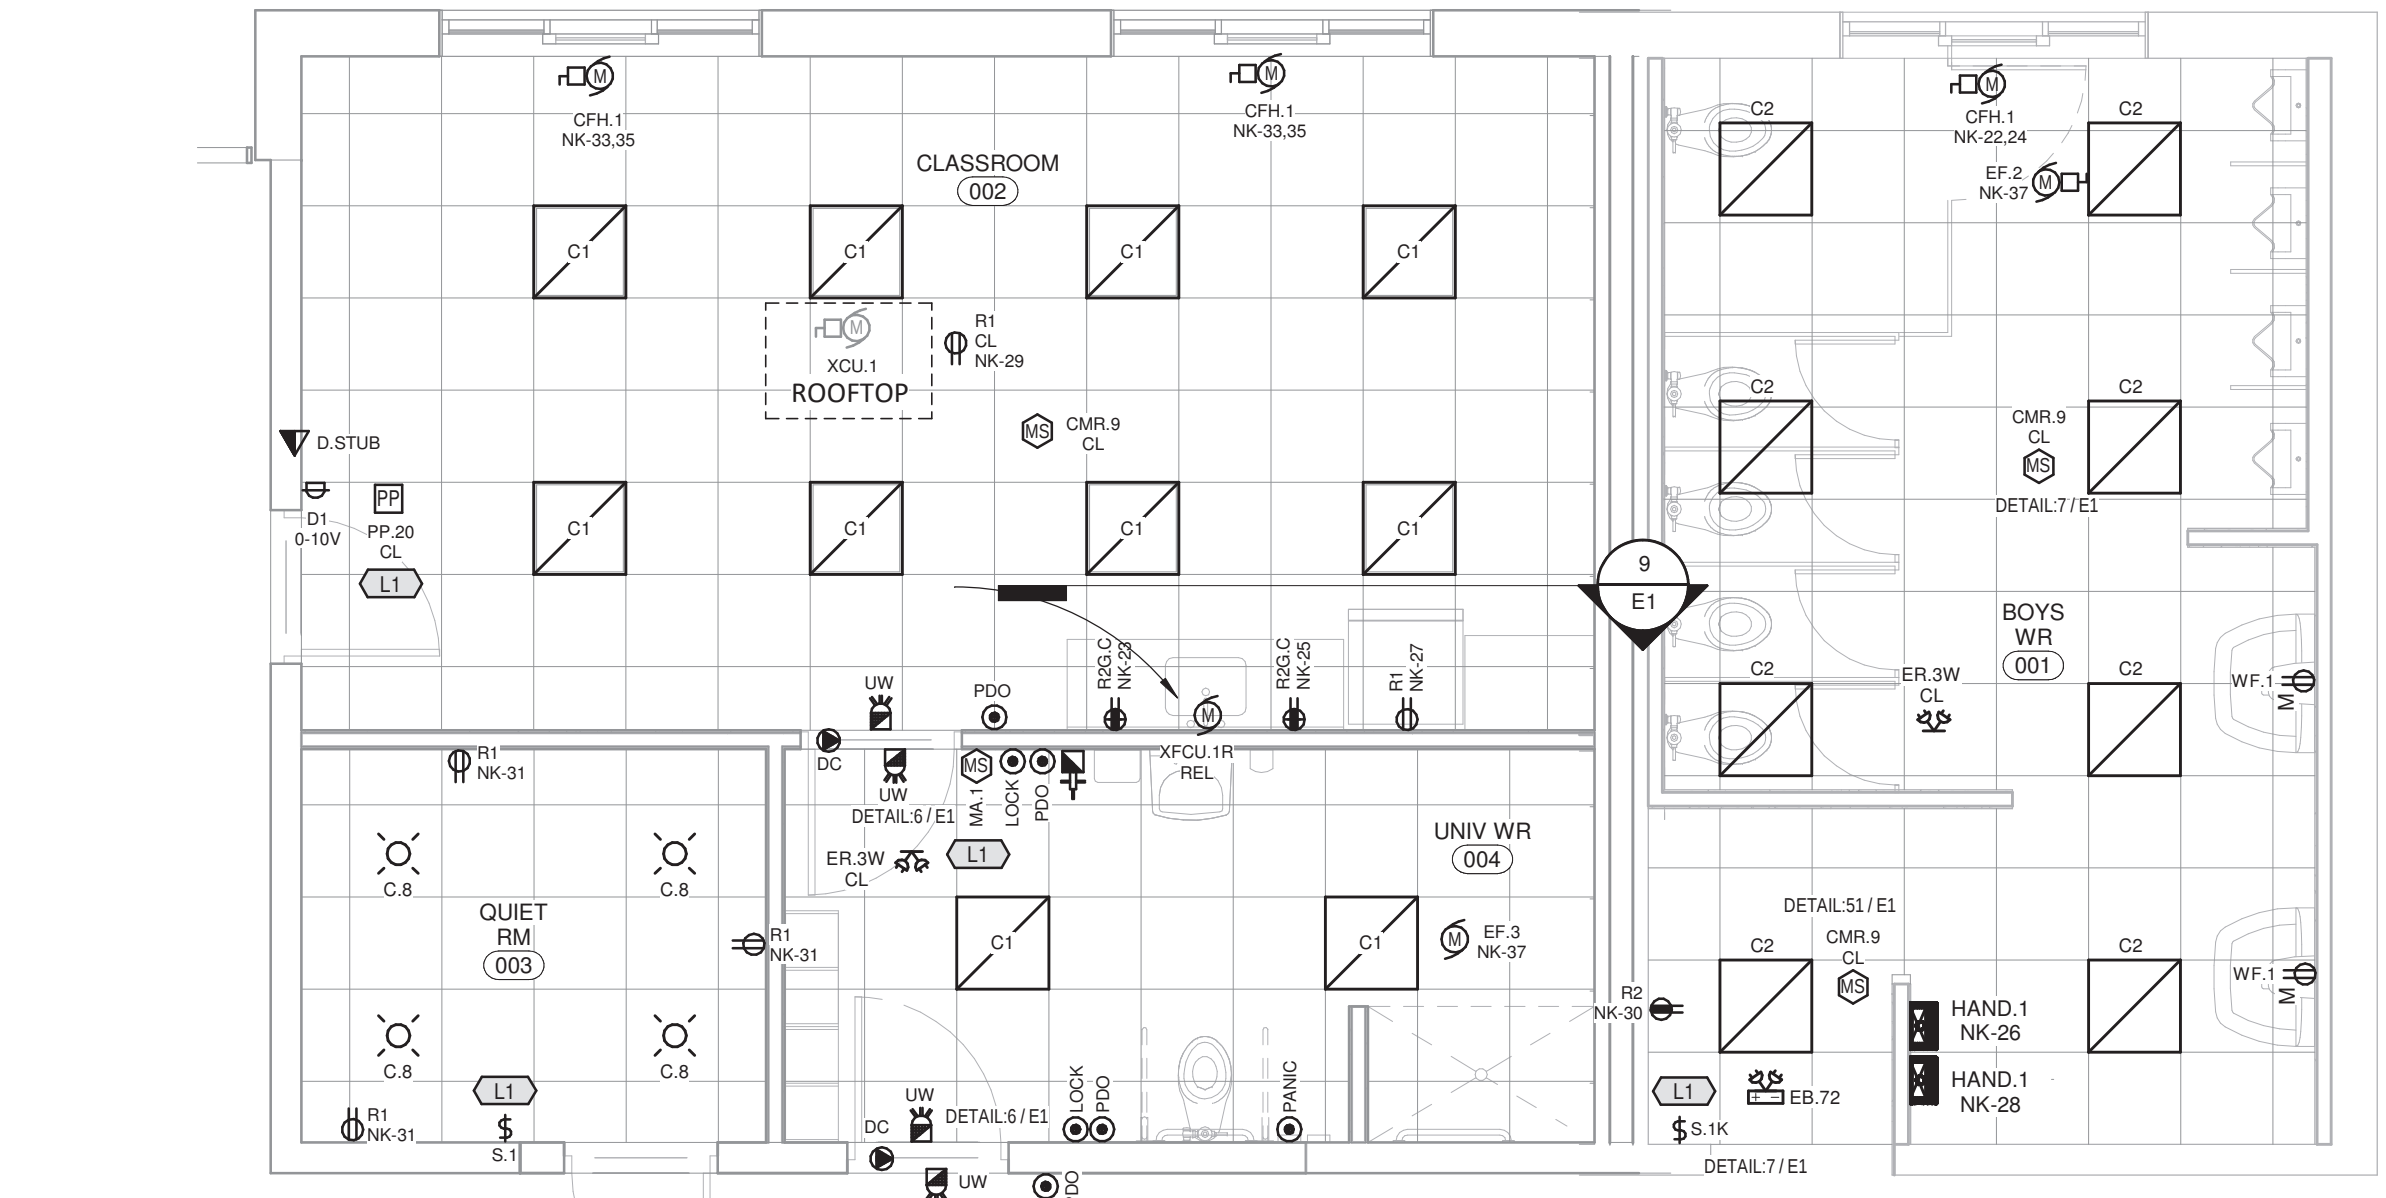 M
CFH.1
NK-33,35
M
CFH.1
NK-33,35
CLASSROOM
002
C1
C1
C1
C1
M
XCU.1
ROOFTOP
R1
CL
NK-29
MS
CMR.9
CL
D.STUB
D1
0-10V
PP
PP.20
CL
L1
C1
C1
C1
C1
9
E1
UW
PDO
R2G.C
NK-23
M
R2G.C
NK-25
R1
NK-27
DC
UW
DETAIL:6 / E1
MS
MA.1
LOCK
PDO
XFCU.1R
REL
ER.3W
CL
L1
UNIV WR
004
C1
C1
M
EF.3
NK-37
R1
NK-31
C.8
C.8
QUIET
RM
003
R1
NK-31
C.8
C.8
L1
R1
NK-31
$
S.1
UW
DC
DETAIL:6 / E1
LOCK
PDO
PANIC
UW
C2
M
CFH.1
NK-22,24
C2
EF.2
NK-37
M
C2
CMR.9
CL
MS
DETAIL:7 / E1
C2
BOYS
WR
001
C2
ER.3W
CL
C2
WF.1
M
DETAIL:51 / E1
C2
CMR.9
CL
MS
C2
WF.1
M
R2
NK-30
HAND.1
NK-26
HAND.1
NK-28
L1
EB.72
+ -
$
S.1K
DETAIL:7 / E1